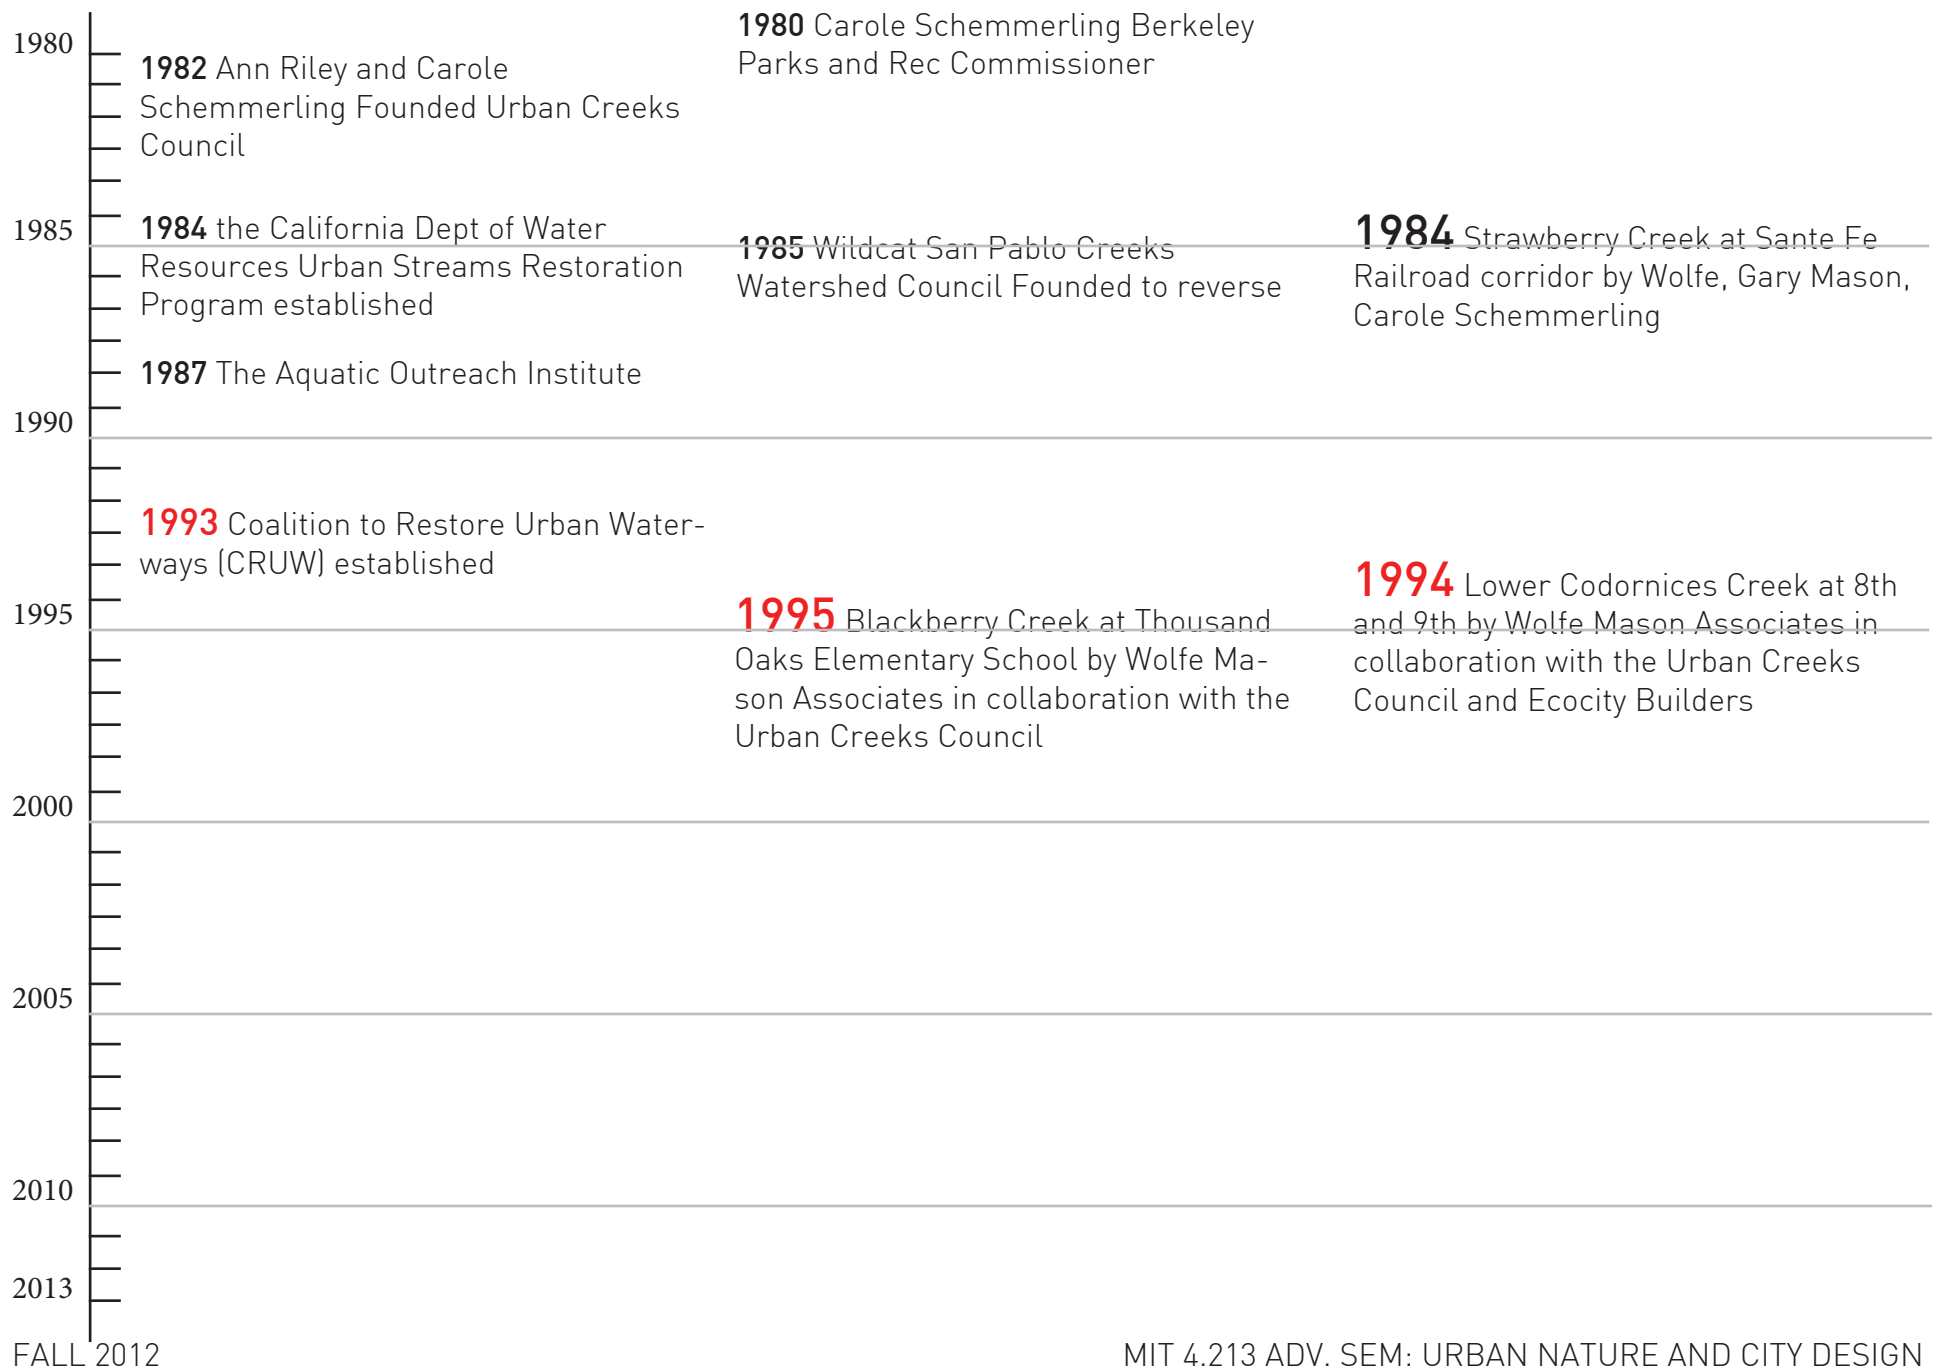 1980
1985
1990
1995
2000
2005
2010
2013
1982 Ann Riley and Carole
Schemmerling Founded Urban Creeks
Council
1984 the California Dept of Water
Resources Urban Streams Restoration
Program established
1987 The Aquatic Outreach Institute
1993 Coalition to Restore Urban Water-
ways (CRUW) established
1980 Carole Schemmerling Berkeley
Parks and Rec Commissioner
1985 Wildcat San Pablo Creeks
Watershed Council Founded to reverse
1995 Blackberry Creek at Thousand
Oaks Elementary School by Wolfe Ma-
son Associates in collaboration with the
Urban Creeks Council
1984 Strawberry Creek at Sante Fe
Railroad corridor by Wolfe, Gary Mason,
Carole Schemmerling
1994 Lower Codornices Creek at 8th
and 9th by Wolfe Mason Associates in
collaboration with the Urban Creeks
Council and Ecocity Builders
FALL 2012
MIT 4.213 ADV. SEM: URBAN NATURE AND CITY DESIGN